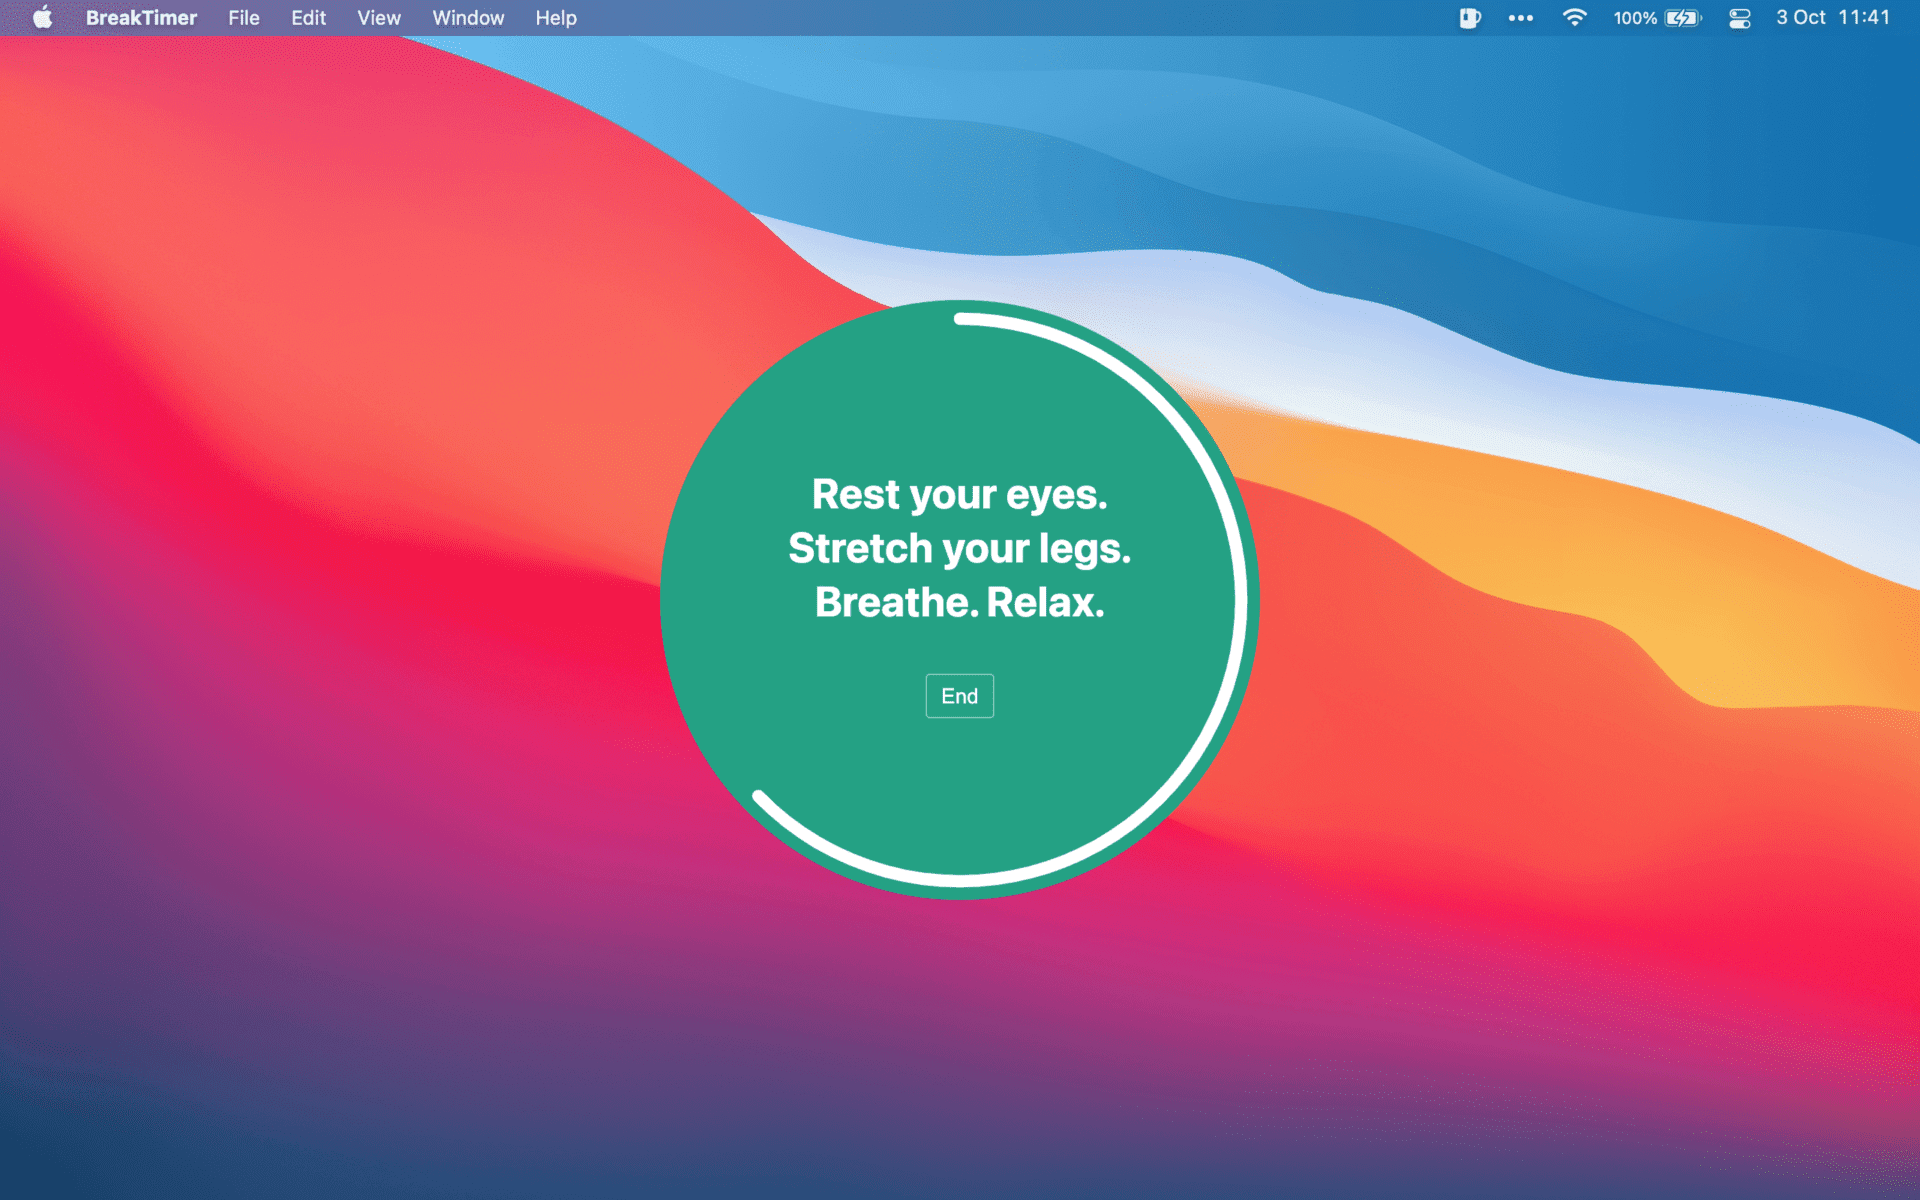 BreakTimer File Edit View Window Help 100% 3 Oct 11:41
Rest your eyes.
Stretch your legs.
Breathe. Relax.
End